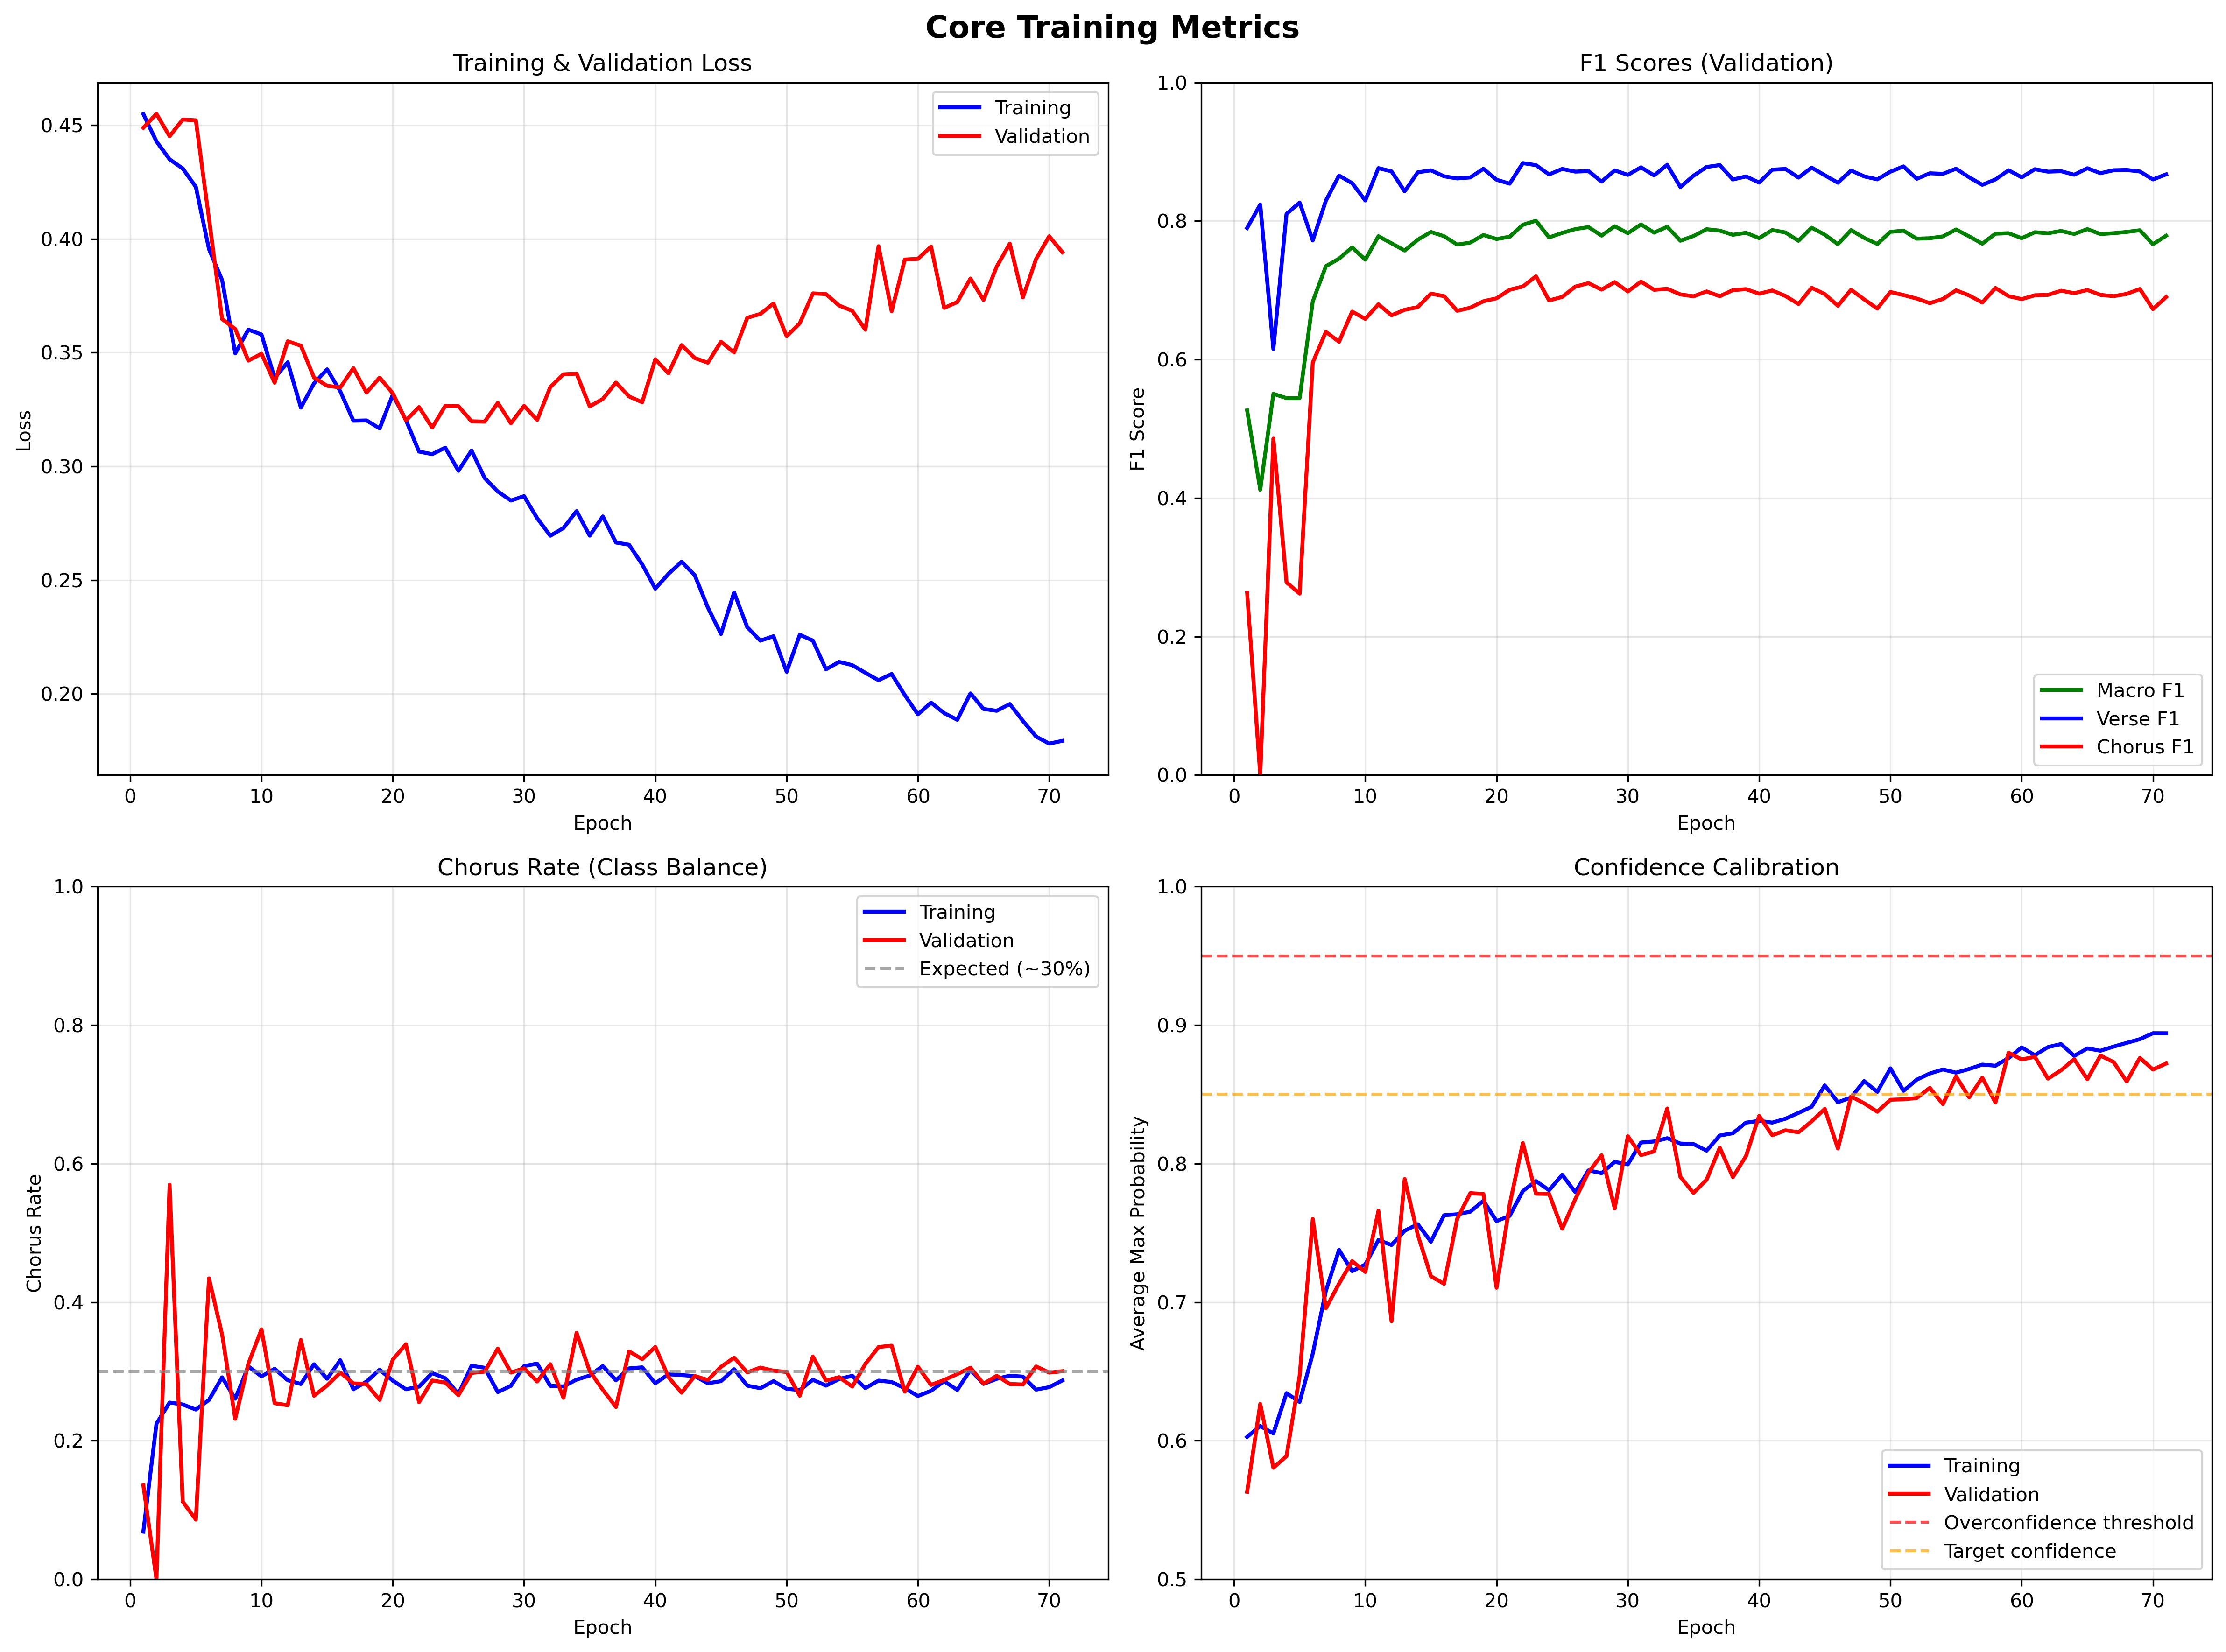 Core Training Metrics
Training & Validation Loss
Loss
0.45
0.40
0.35
0.30
0.25
0.20
0 10 20 30 40 50 60 70
Epoch
Training
Validation
F1 Scores (Validation)
F1 Score
1.0
0.8
0.6
0.4
0.2
0.0
0 10 20 30 40 50 60 70
Epoch
Macro F1
Verse F1
Chorus F1
Chorus Rate (Class Balance)
Chorus Rate
1.0
0.8
0.6
0.4
0.2
0.0
0 10 20 30 40 50 60 70
Epoch
Training
Validation
Expected (~30%)
Confidence Calibration
Average Max Probability
1.0
0.9
0.8
0.7
0.6
0.5
0 10 20 30 40 50 60 70
Epoch
Training
Validation
Overconfidence threshold
Target confidence